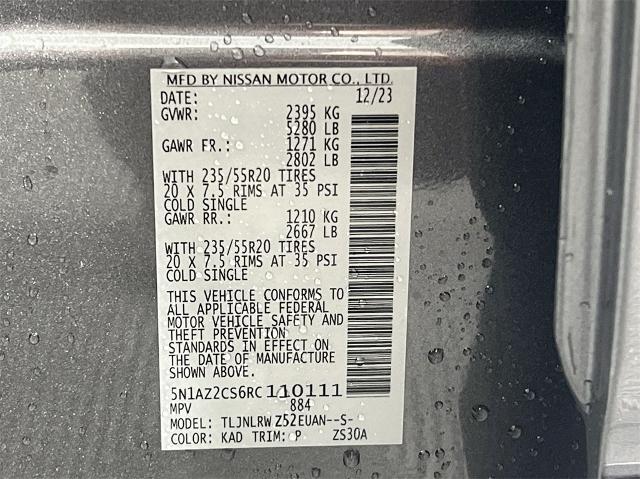 MFD BY NISSAN MOTOR CO., LTD.
DATE: 12/23
GVWR: 2395 KG
5280 LB
GAWR FR.: 1271 KG
2802 LB
WITH 235/55R20 TIRES
20 X 7.5 RIMS AT 35 PSI
COLD SINGLE
GAWR RR.: 1210 KG
2667 LB
WITH 235/55R20 TIRES
20 X 7.5 RIMS AT 35 PSI
COLD SINGLE
THIS VEHICLE CONFORMS TO
ALL APPLICABLE FEDERAL
MOTOR VEHICLE SAFETY AND
THEFT PREVENTION
STANDARDS IN EFFECT ON
THE DATE OF MANUFACTURE
SHOWN ABOVE.
5N1AZ2CS6RC110111
MPV 884
MODEL: TLJNLRW Z52EUAN--S-
COLOR: KAD TRIM: P ZS30A